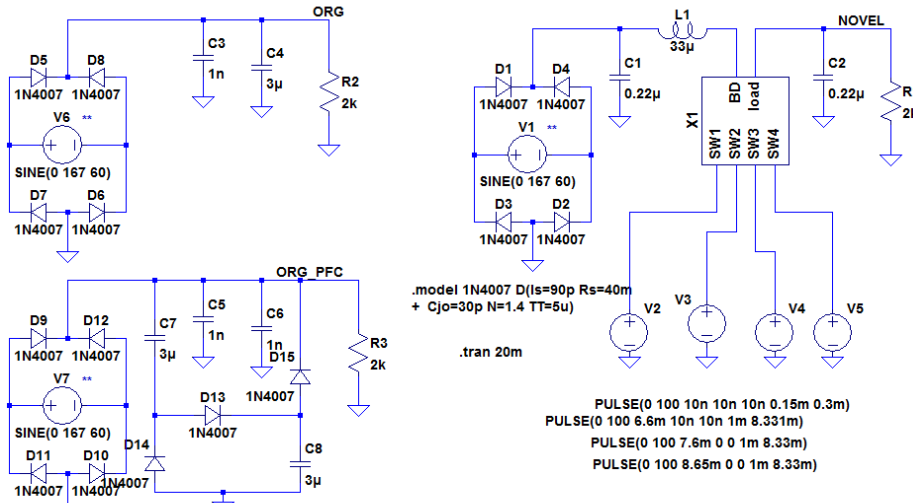 ORG
D5
D8
1N4007
1N4007
C3
1n
C4
3µ
R2
2k
V6
**
SINE(0 167 60)
D7
D6
1N4007
1N4007
L1
33µ
NOVEL
D1
D4
1N4007
1N4007
C1
0.22µ
BD
load
X1
SW1
SW2
SW3
SW4
C2
0.22µ
V1
**
SINE(0 167 60)
D3
D2
1N4007
1N4007
ORG_PFC
D9
D12
1N4007
1N4007
C7
3µ
C5
1n
C6
1n
D15
1N4007
R3
2k
V7
**
SINE(0 167 60)
D13
1N4007
D14
1N4007
D11
D10
1N4007
C8
3µ
.model 1N4007 D(Is=90p Rs=40m
+ Cjo=30p N=1.4 TT=5u)
.tran 20m
V2
V3
V4
V5
PULSE(0 100 10n 10n 10n 0.15m 0.3m)
PULSE(0 100 6.6m 10n 10n 1m 8.331m)
PULSE(0 100 7.6m 0 0 1m 8.33m)
PULSE(0 100 8.65m 0 0 1m 8.33m)